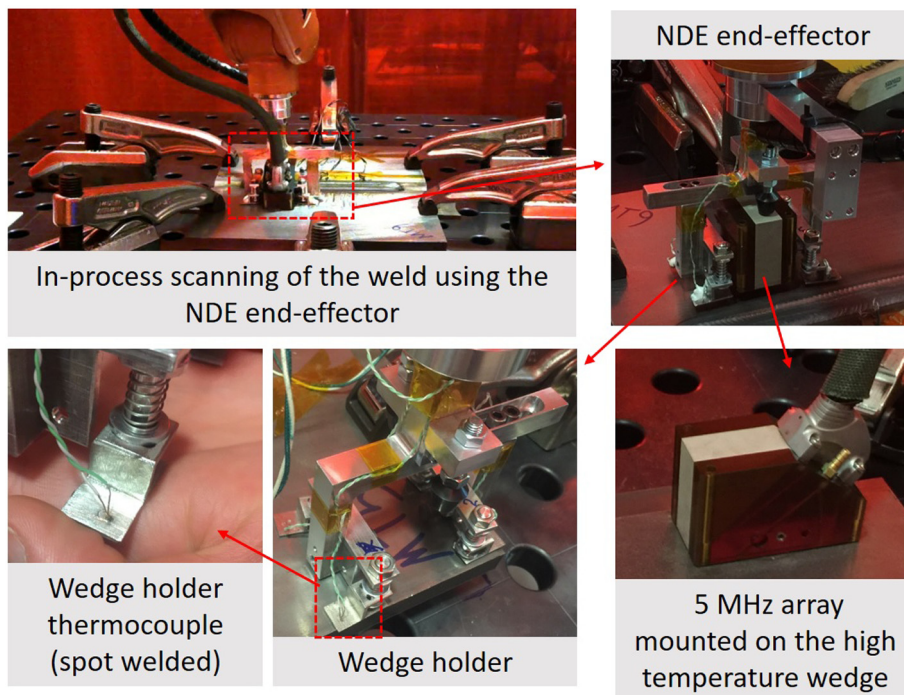 In-process scanning of the weld using the
NDE end-effector
NDE end-effector
Wedge holder
thermocouple
(spot welded)
Wedge holder
5 MHz array
mounted on the high
temperature wedge